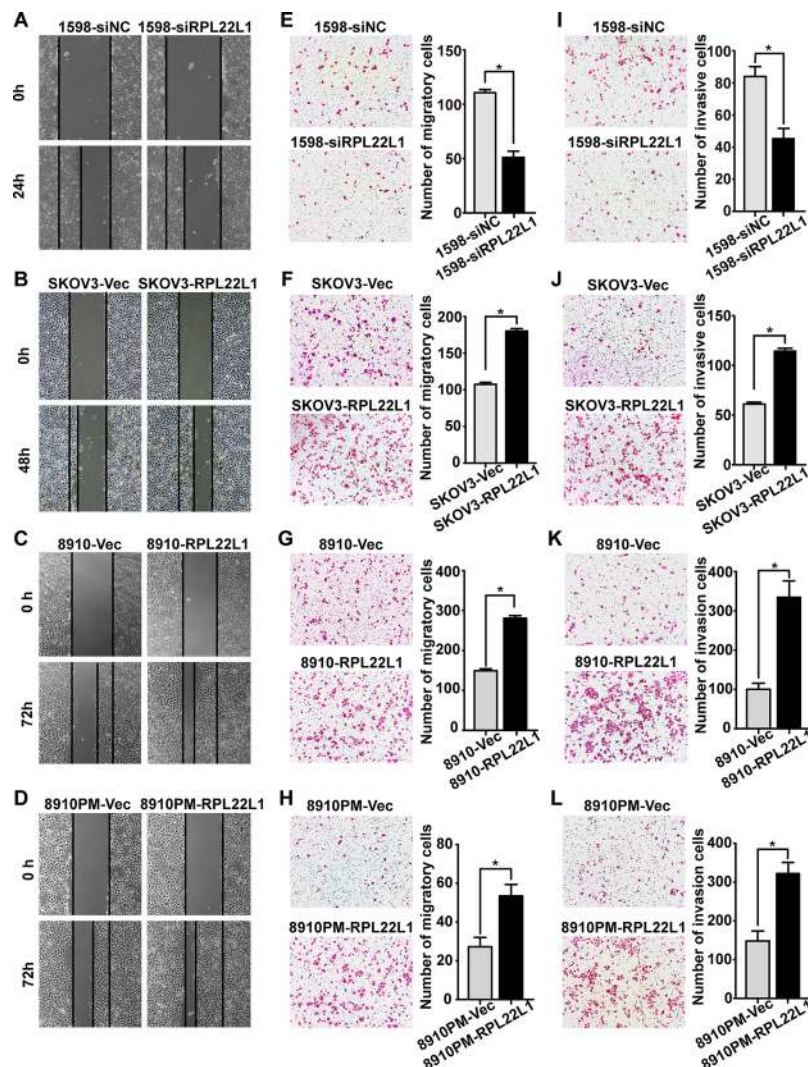 A
1598-siNC 1598-siRPL22L1
0h
24h
E
1598-siNC
1598-siRPL22L1
Number of migratory cells
150
100
50
0
*
1598-siNC
1598-siRPL22L1
I
1598-siNC
1598-siRPL22L1
Number of invasive cells
100
80
60
40
20
0
*
1598-siNC
1598-siRPL22L1
B
SKOV3-Vec SKOV3-RPL22L1
0h
48h
F
SKOV3-Vec
SKOV3-RPL22L1
Number of migratory cells
200
150
100
50
0
*
SKOV3-Vec
SKOV3-RPL22L1
J
SKOV3-Vec
SKOV3-RPL22L1
Number of invasive cells
150
100
50
0
*
SKOV3-Vec
SKOV3-RPL22L1
C
8910-Vec 8910-RPL22L1
0 h
72h
G
8910-Vec
8910-RPL22L1
Number of migratory cells
400
300
200
100
0
*
8910-Vec
8910-RPL22L1
K
8910-Vec
8910-RPL22L1
Number of invasion cells
400
300
200
100
0
*
8910-Vec
8910-RPL22L1
D
8910PM-Vec 8910PM-RPL22L1
0 h
72h
H
8910PM-Vec
8910PM-RPL22L1
Number of migratory cells
80
60
40
20
0
*
8910PM-Vec
8910PM-RPL22L1
L
8910PM-Vec
8910PM-RPL22L1
Number of invasion cells
400
300
200
100
0
*
8910PM-Vec
8910PM-RPL22L1